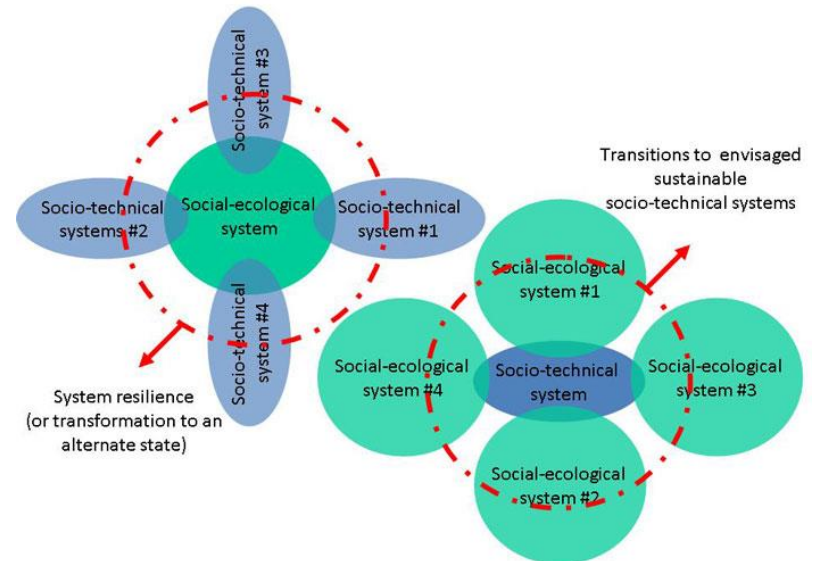 Socio-technical
system #3
Socio-technical
systems #2
Social-ecological
system
Socio-technical
system #1
Socio-technical
system #4
System resilience
(or transformation to an
alternate state)
Transitions to envisaged
sustainable
socio-technical systems
Social-ecological
system #1
Social-ecological
system #4
Socio-technical
system
Social-ecological
system #3
Social-ecological
system #2